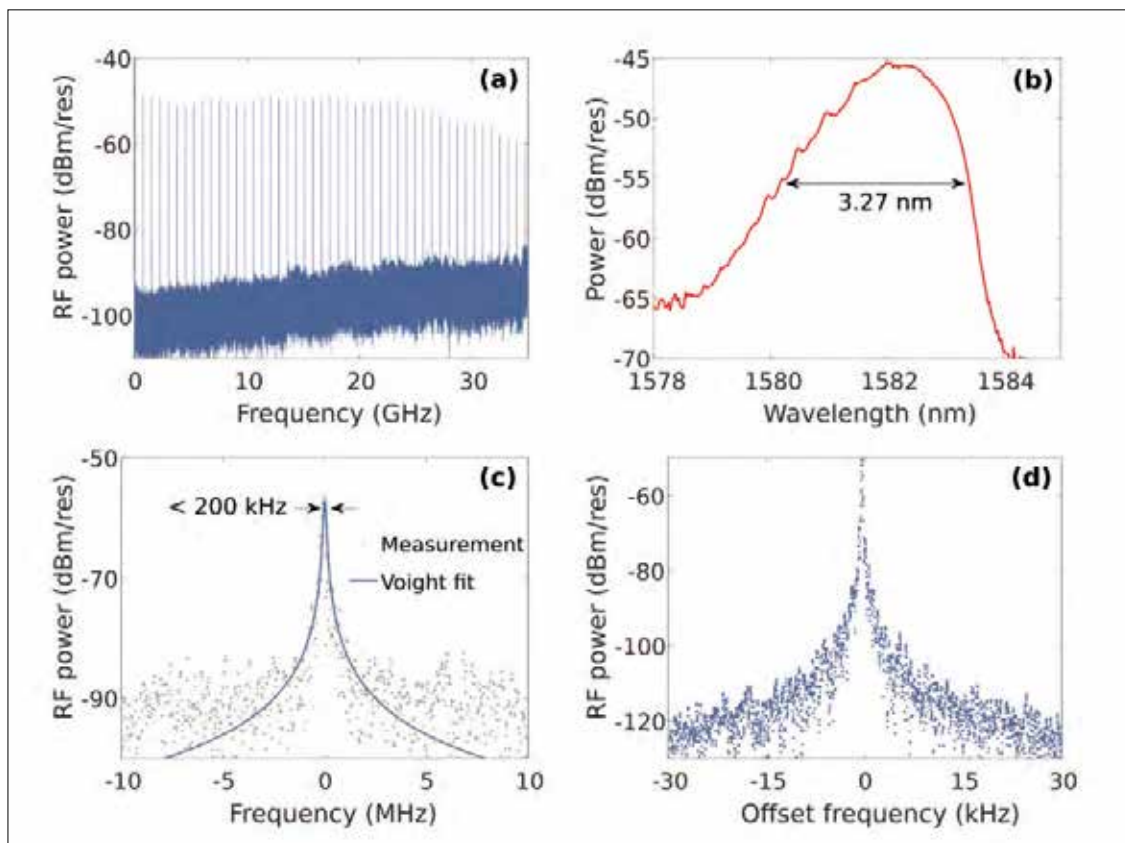 -40
-60
-80
-100
0
10
20
30
RF power (dBm/res)
Frequency (GHz)
(a)
-45
-50
-55
-60
-65
-70
1578
1580
1582
1584
Power (dBm/res)
Wavelength (nm)
(b)
3.27 nm
-50
-70
-90
-10
-5
0
5
10
RF power (dBm/res)
Frequency (MHz)
(c)
< 200 kHz
Measurement
Voight fit
-60
-80
-100
-120
-30
-15
0
15
30
RF power (dBm/res)
Offset frequency (kHz)
(d)